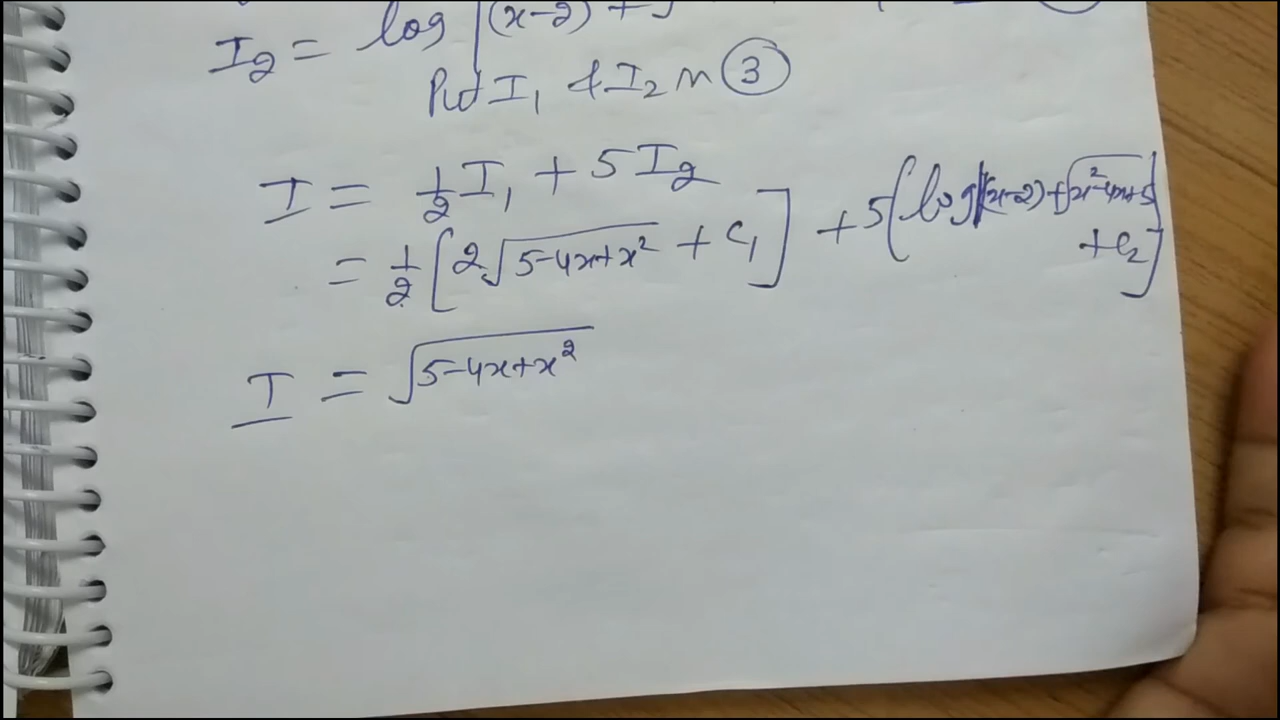 I₂ = log |(x-2) +
Put I₁ & I₂ in ③
I = 1/2 I₁ + 5 I₂
= 1/2 [2√(5-4x+x²) + C₁] + 5[log|(x-2) + √(x²-4x+5)|
+C₂]
I = √(5-4x+x²)